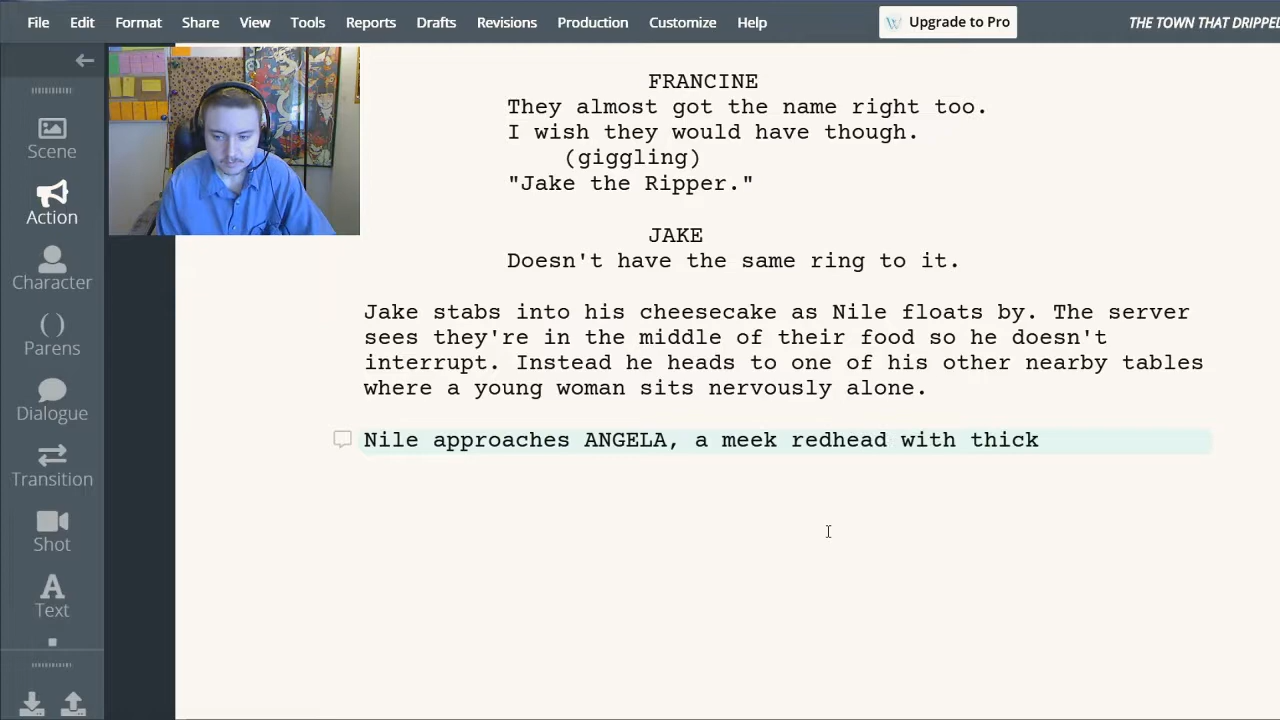 File Edit Format Share View Tools Reports Drafts Revisions Production Customize Help Upgrade to Pro THE TOWN THAT DRIPPED
Scene
Action
Character
Parens
Dialogue
Transition
Shot
A
Text
FRANCINE
They almost got the name right too.
I wish they would have though.
(giggling)
"Jake the Ripper."
JAKE
Doesn't have the same ring to it.
Jake stabs into his cheesecake as Nile floats by. The server
sees they're in the middle of their food so he doesn't
interrupt. Instead he heads to one of his other nearby tables
where a young woman sits nervously alone.
Nile approaches ANGELA, a meek redhead with thick